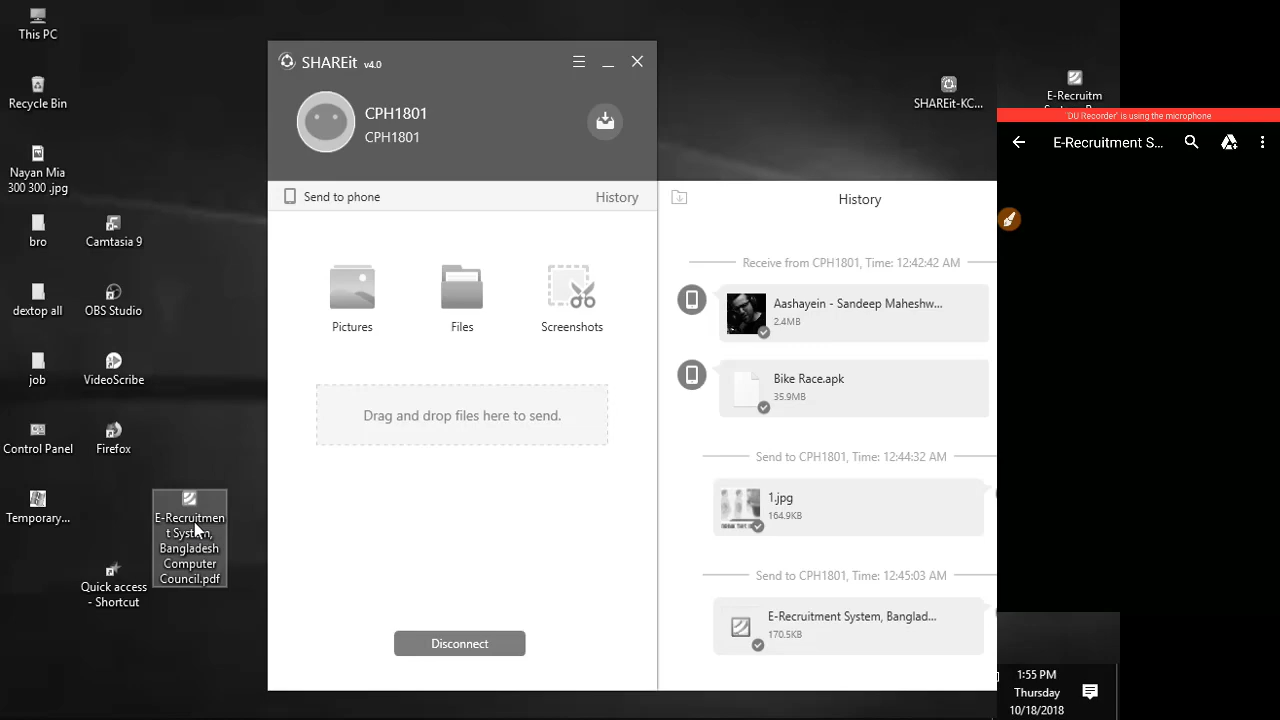 This PC
Recycle Bin
Nayan Mia
300 300 .jpg
bro
Camtasia 9
dextop all
OBS Studio
job
VideoScribe
Control Panel
Firefox
Temporary...
E-Recruitmen
t System,
Bangladesh
Computer
Council.pdf
Quick access
- Shortcut
SHAREit v4.0
CPH1801
CPH1801
Send to phone
History
Pictures
Files
Screenshots
Drag and drop files here to send.
Disconnect
History
Receive from CPH1801, Time: 12:42:42 AM
Aashayein - Sandeep Maheshw...
2.4MB
Bike Race.apk
35.9MB
Send to CPH1801, Time: 12:44:32 AM
1.jpg
164.9KB
Send to CPH1801, Time: 12:45:03 AM
E-Recruitment System, Banglad...
170.5KB
SHAREit-KC...
E-Recruitm
'DU Recorder' is using the microphone
E-Recruitment S...
1:55 PM
Thursday
10/18/2018